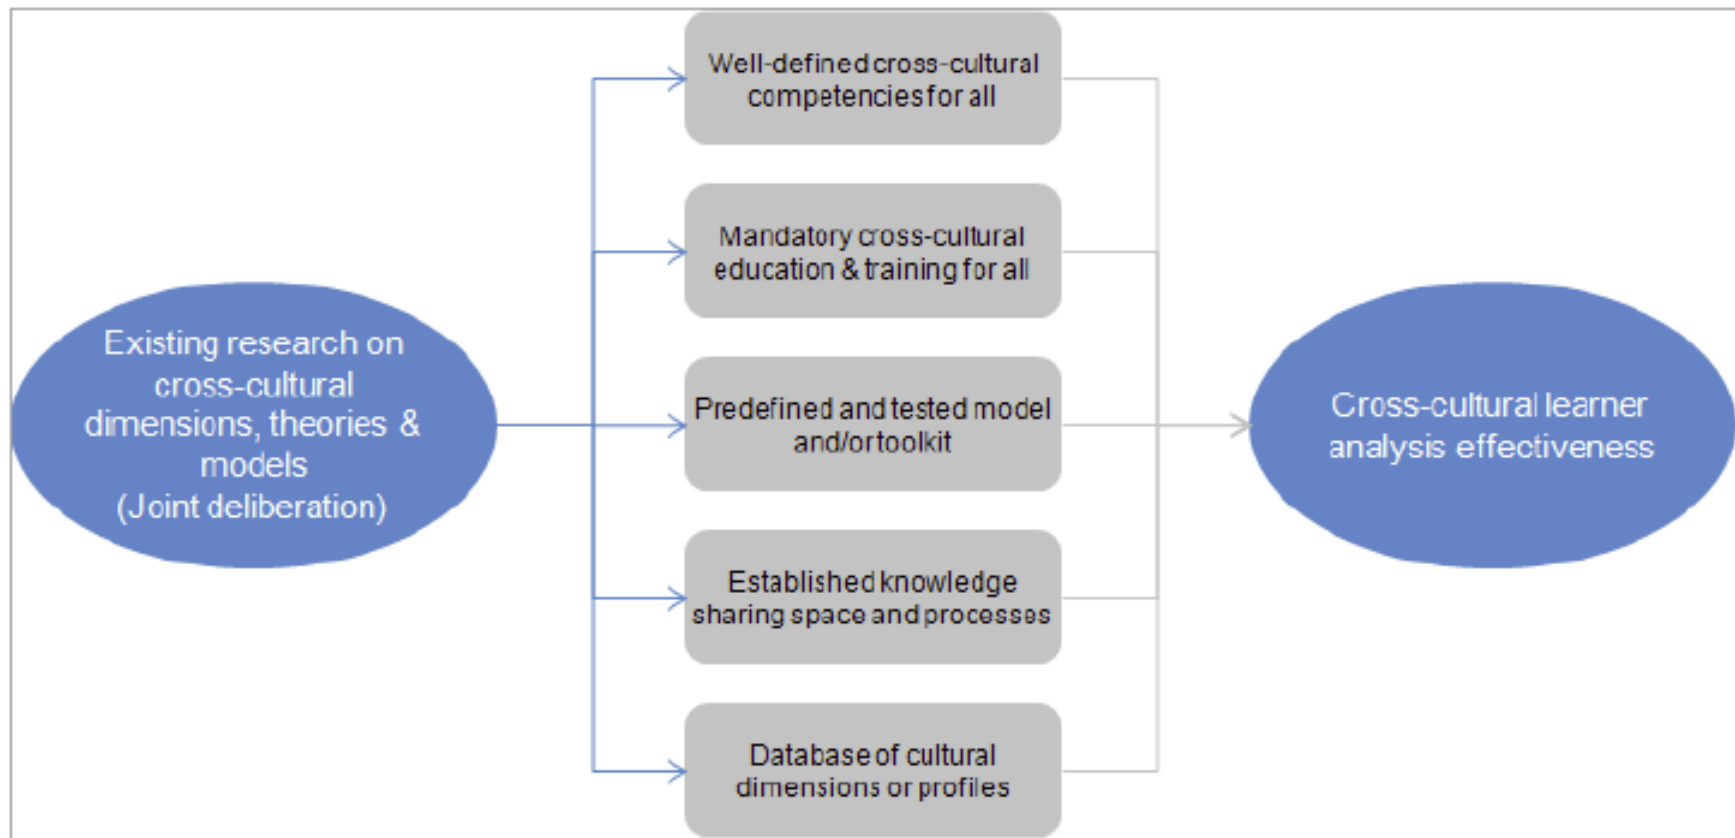 Well-defined cross-cultural
competencies for all
Mandatory cross-cultural
education & training for all
Existing research on
cross-cultural
dimensions, theories &
models
(Joint deliberation)
Predefined and tested model
and/ortoolkit
Cross-cultural learner
analysis effectiveness
Established knowledge
sharing space and processes
Database of cultural
dimensions or profiles